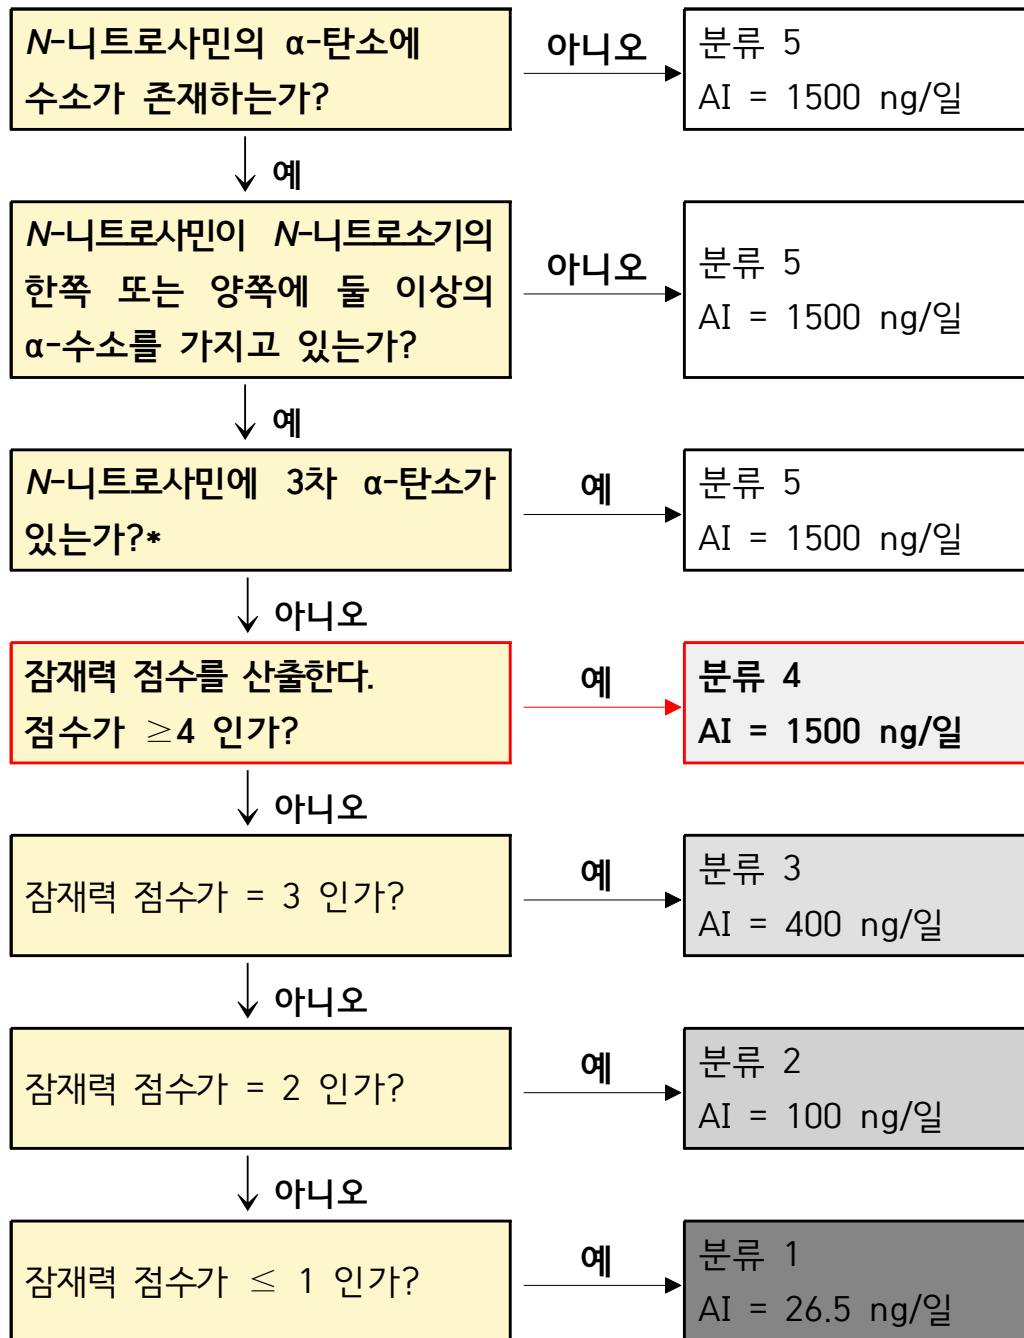 N-니트로사민의 α-탄소에
수소가 존재하는가?
아니오
분류 5
AI = 1500 ng/일
예
N-니트로사민이 N-니트로소기의
한쪽 또는 양쪽에 둘 이상의
α-수소를 가지고 있는가?
아니오
분류 5
AI = 1500 ng/일
예
N-니트로사민에 3차 α-탄소가
있는가?*
예
분류 5
AI = 1500 ng/일
아니오
잠재력 점수를 산출한다.
점수가 ≥4 인가?
예
분류 4
AI = 1500 ng/일
아니오
잠재력 점수가 = 3 인가?
예
분류 3
AI = 400 ng/일
아니오
잠재력 점수가 = 2 인가?
예
분류 2
AI = 100 ng/일
아니오
잠재력 점수가 ≤ 1 인가?
예
분류 1
AI = 26.5 ng/일